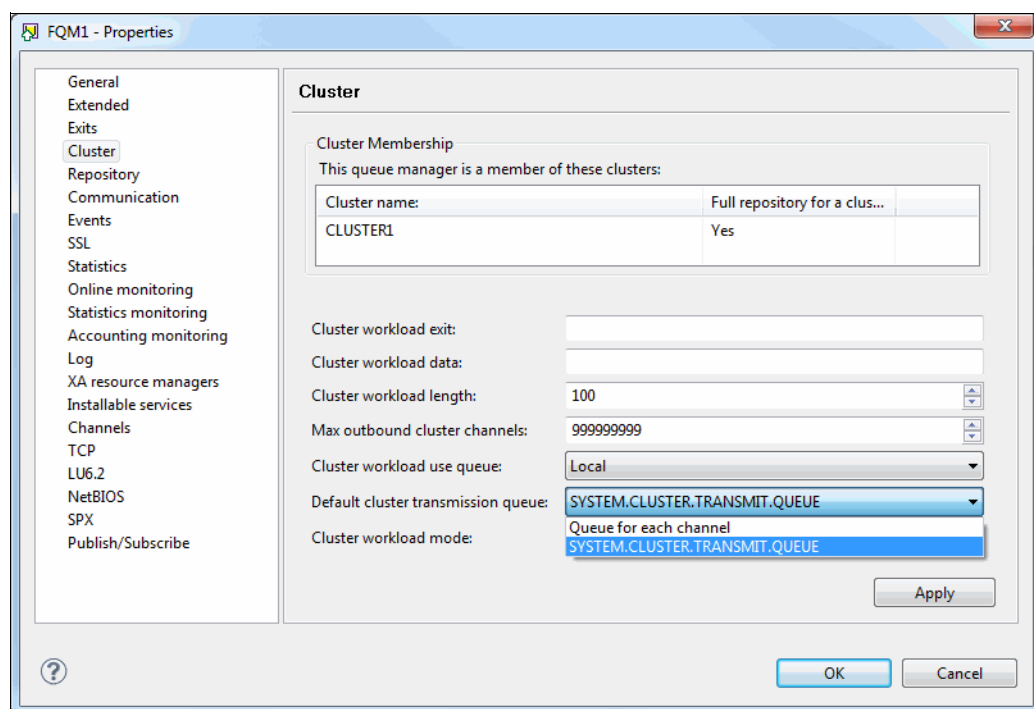 FQM1 - Properties
General
Extended
Exits
Cluster
Repository
Communication
Events
SSL
Statistics
Online monitoring
Statistics monitoring
Accounting monitoring
Log
XA resource managers
Installable services
Channels
TCP
LU6.2
NetBIOS
SPX
Publish/Subscribe
Cluster
Cluster Membership
This queue manager is a member of these clusters:
Cluster name: Full repository for a clus...
CLUSTER1 Yes
Cluster workload exit:
Cluster workload data:
Cluster workload length: 100
Max outbound cluster channels: 999999999
Cluster workload use queue: Local
Default cluster transmission queue: SYSTEM.CLUSTER.TRANSMIT.QUEUE
Queue for each channel
Cluster workload mode: SYSTEM.CLUSTER.TRANSMIT.QUEUE
Apply
?
OK Cancel